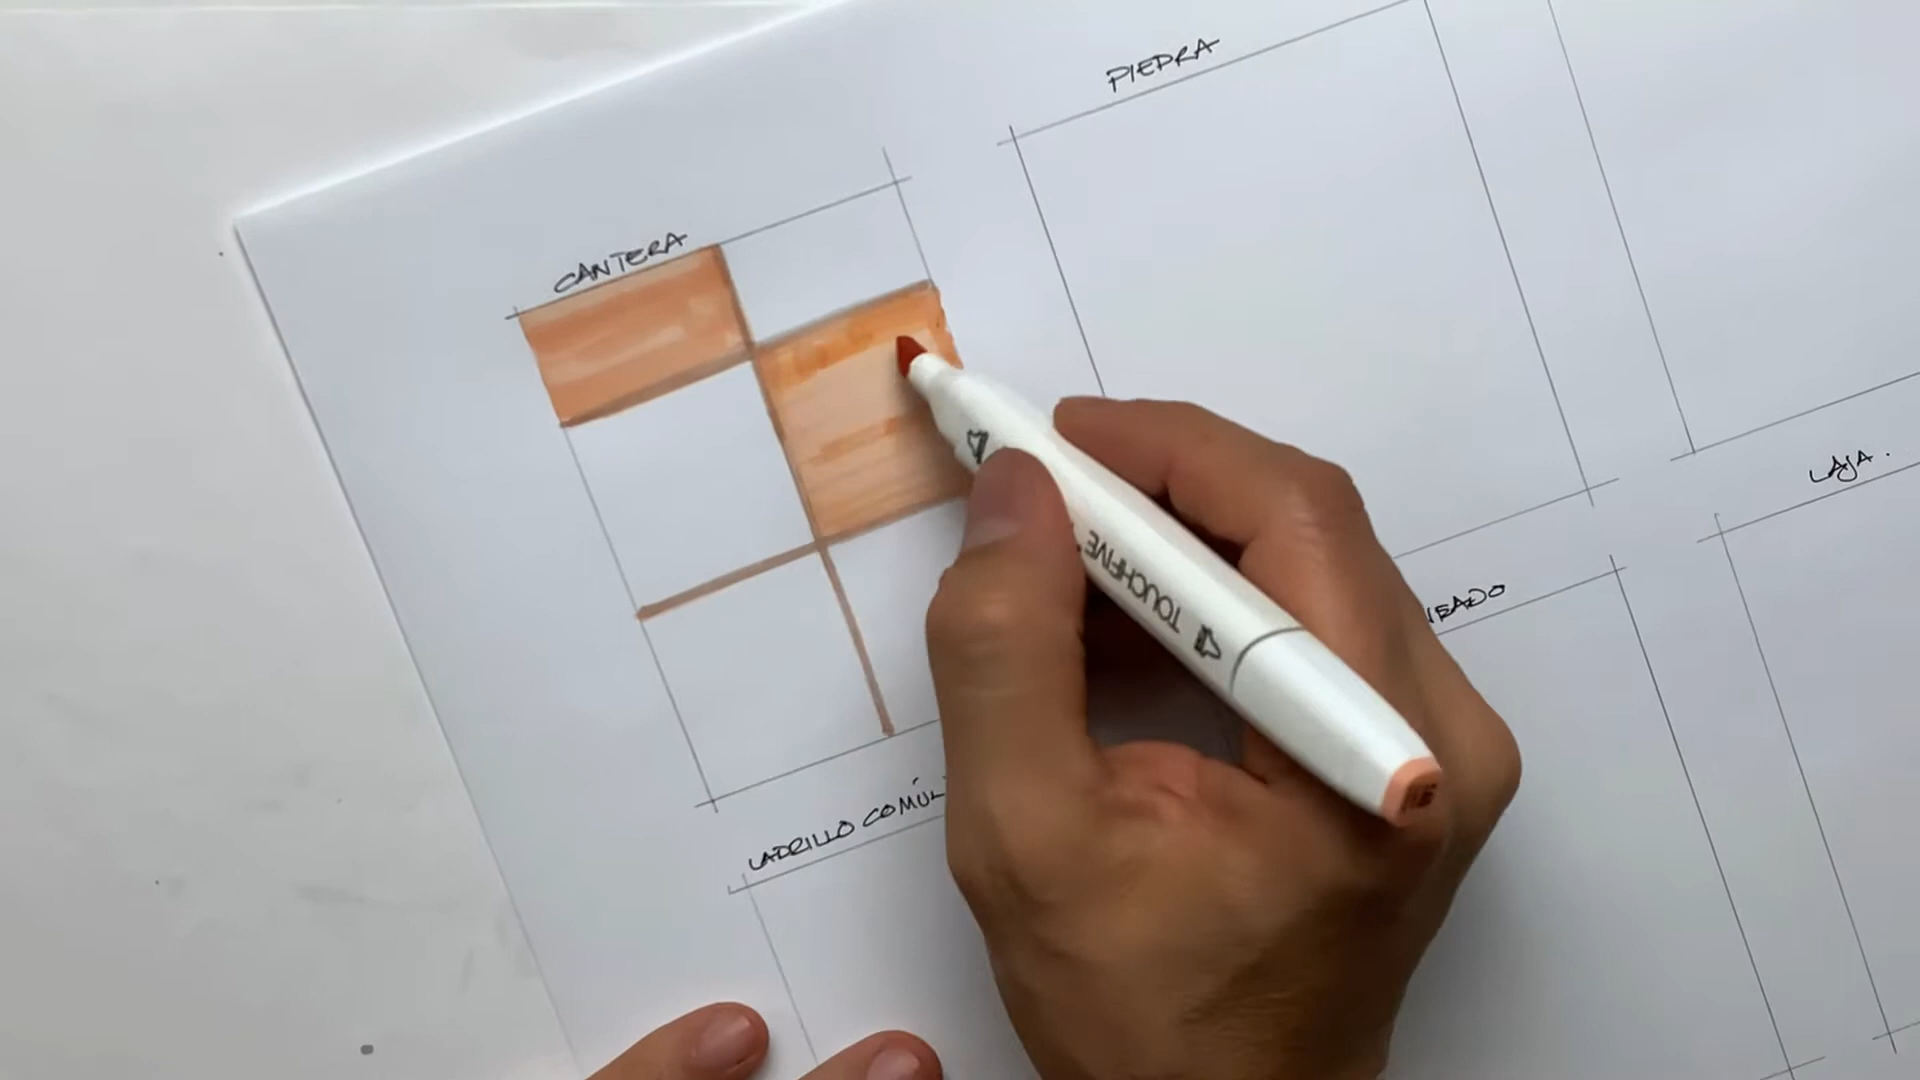 PIEDRA
CANTERA
LAJA.
TOUCHFIVE
LADRILLO COMÚ